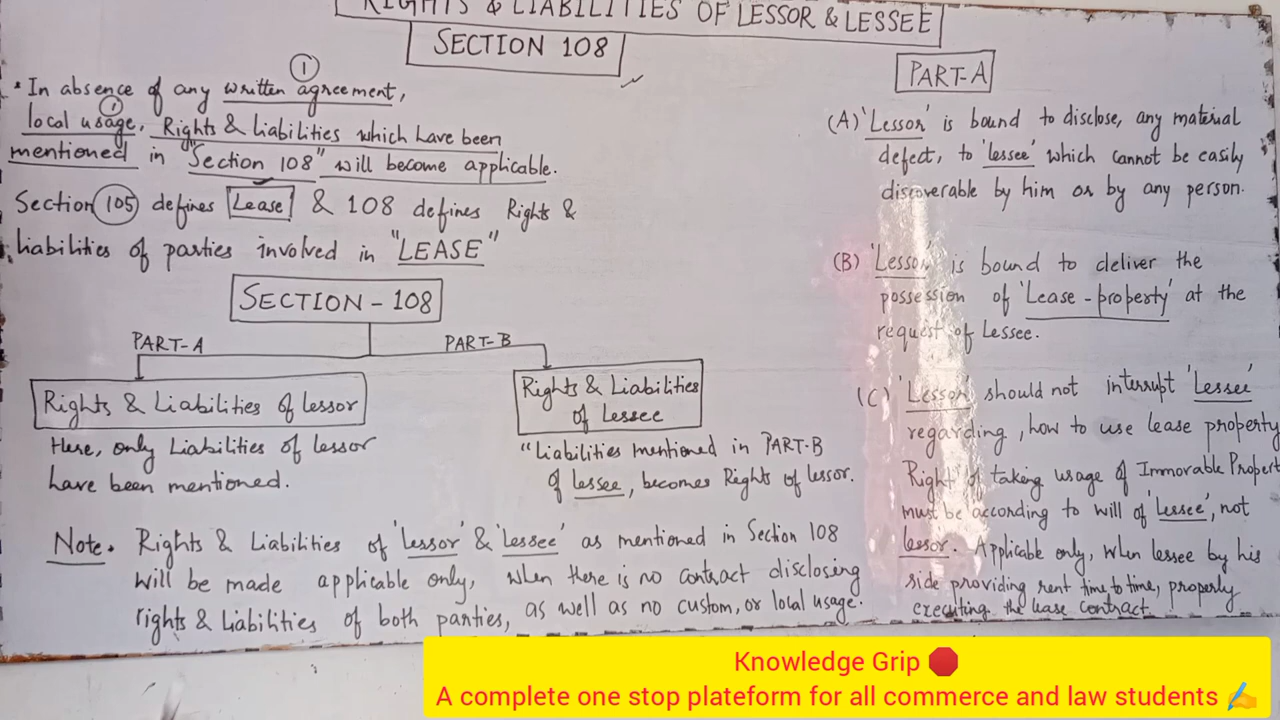 RIGHTS & LIABILITIES OF LESSOR & LESSEE
SECTION 108
①
* In absence of any written agreement,
①
local usage, Rights & Liabilities which have been
mentioned in "Section 108" will become applicable.
Section 105 defines Lease & 108 defines Rights &
liabilities of parties involved in "LEASE"
SECTION - 108
PART-A
PART-B
Rights & Liabilities of lessor
Here, only Liabilities of lessor
have been mentioned.
Rights & Liabilities
of Lessee
"Liabilities mentioned in PART-B
of lessee, becomes Rights of lessor.
Note. Rights & Liabilities of 'lessor' & 'lessee' as mentioned in Section 108
will be made applicable only, when there is no contract disclosing
rights & Liabilities of both parties, as well as no custom, or local usage.
PART-A
(A) 'Lessor' is bound to disclose, any material
defect, to 'lessee' which cannot be easily
discoverable by him or by any person.
(B) 'Lessor' is bound to deliver the
possession of 'Lease-property' at the
request of Lessee.
(C) 'Lessor' should not interrupt 'Lessee'
regarding, how to use lease property
Right of taking usage of Immovable Propert
must be according to will of 'Lessee', not
lessor. Applicable only, when lessee by his
side providing rent time to time, properly
executing the lease contract
Knowledge Grip 🛑
A complete one stop plateform for all commerce and law students ✍️